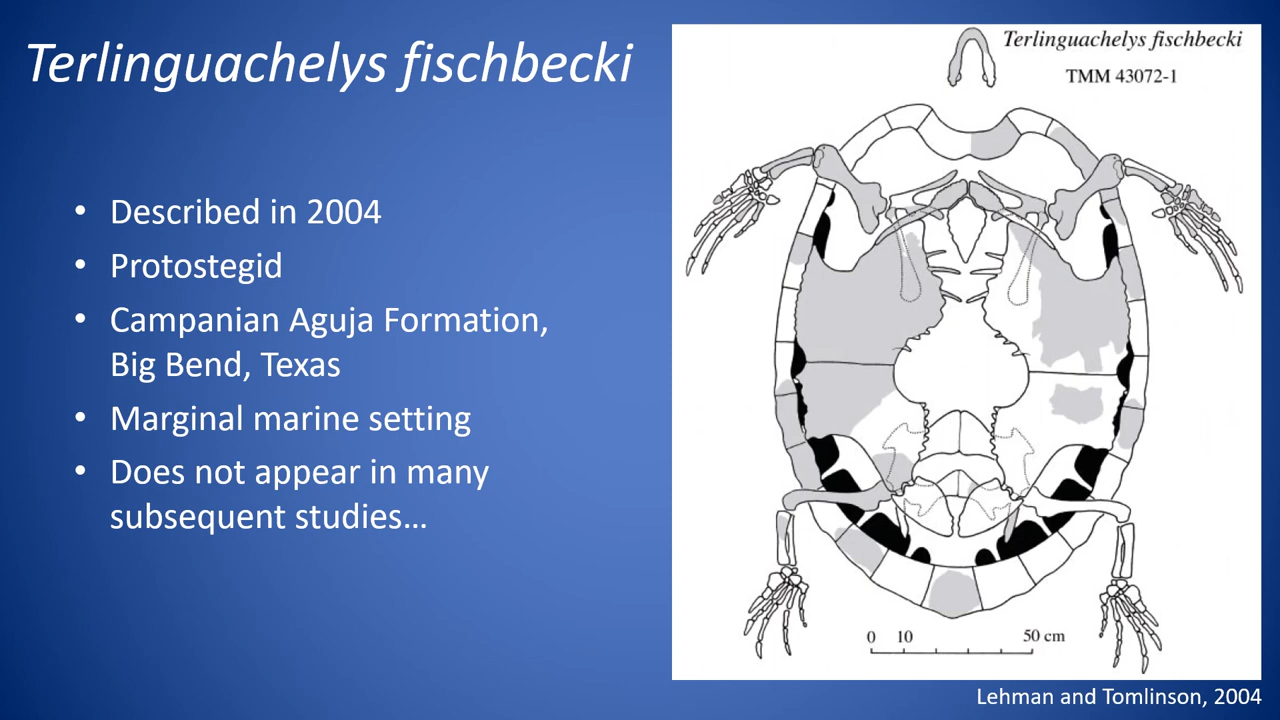 Terlinguachelys fischbecki
• Described in 2004
• Protostegid
• Campanian Aguja Formation,
Big Bend, Texas
• Marginal marine setting
• Does not appear in many
subsequent studies…
Terlinguachelys fischbecki
TMM 43072-1
0 10 50 cm
Lehman and Tomlinson, 2004